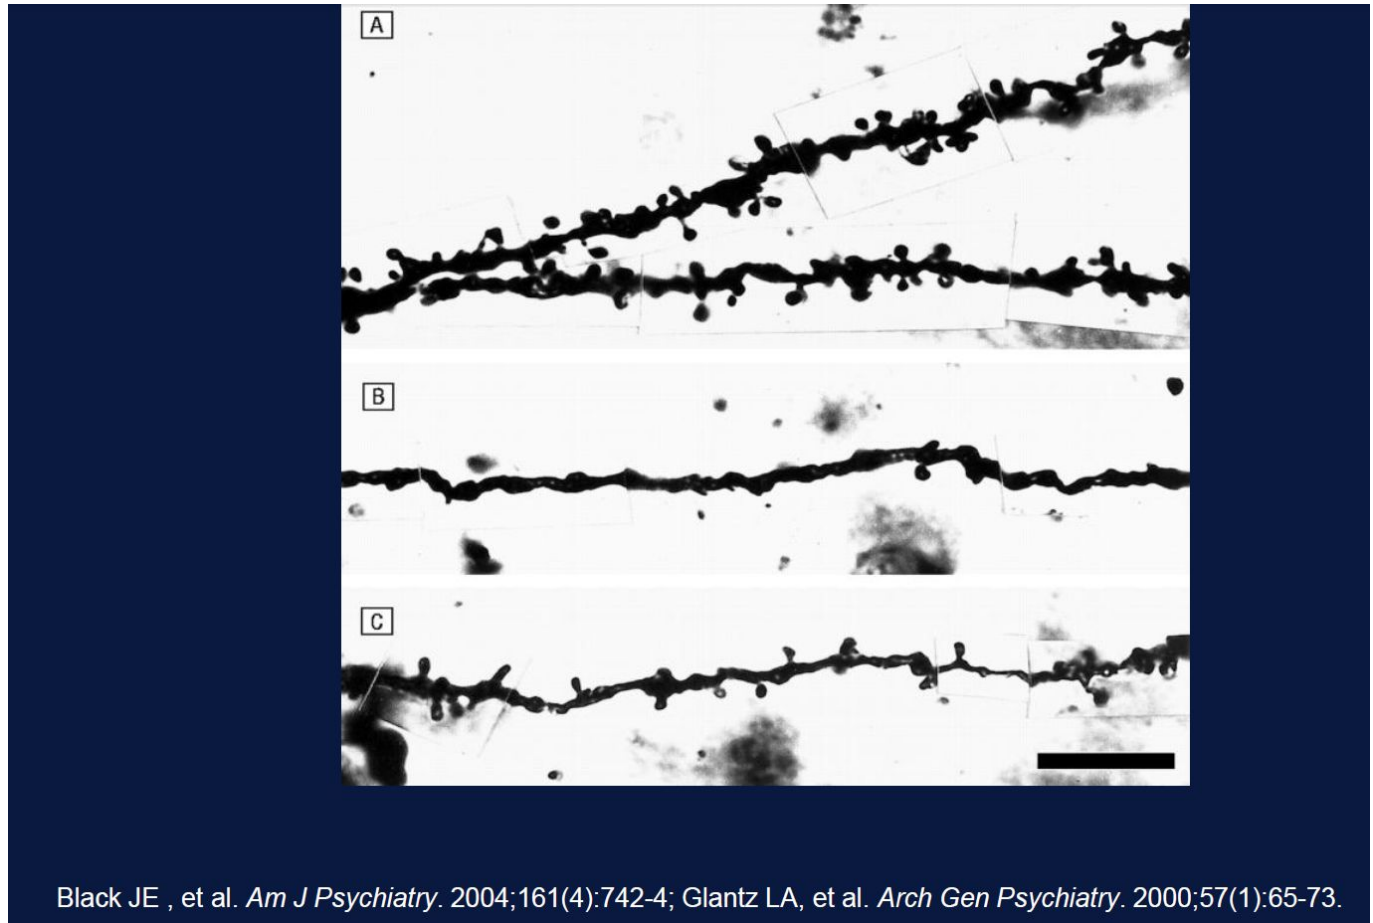 A
B
C
Black JE , et al. Am J Psychiatry. 2004;161(4):742-4; Glantz LA, et al. Arch Gen Psychiatry. 2000;57(1):65-73.